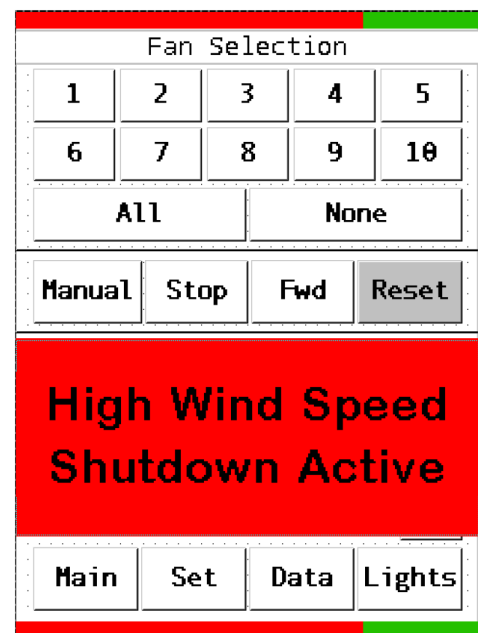 Fan Selection
1 2 3 4 5
6 7 8 9 10
All None
Manual Stop Fwd Reset
High Wind Speed
Shutdown Active
Main Set Data Lights